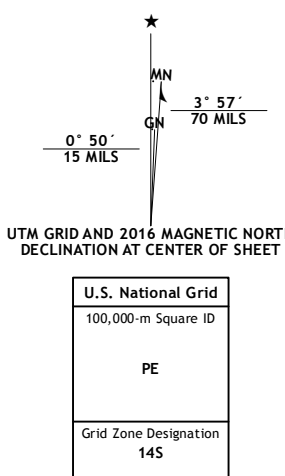 ★
MN
3° 57´
70 MILS
GN
0° 50´
15 MILS
UTM GRID AND 2016 MAGNETIC NORT
DECLINATION AT CENTER OF SHEET
U.S. National Grid
100,000-m Square ID
PE
Grid Zone Designation
14S